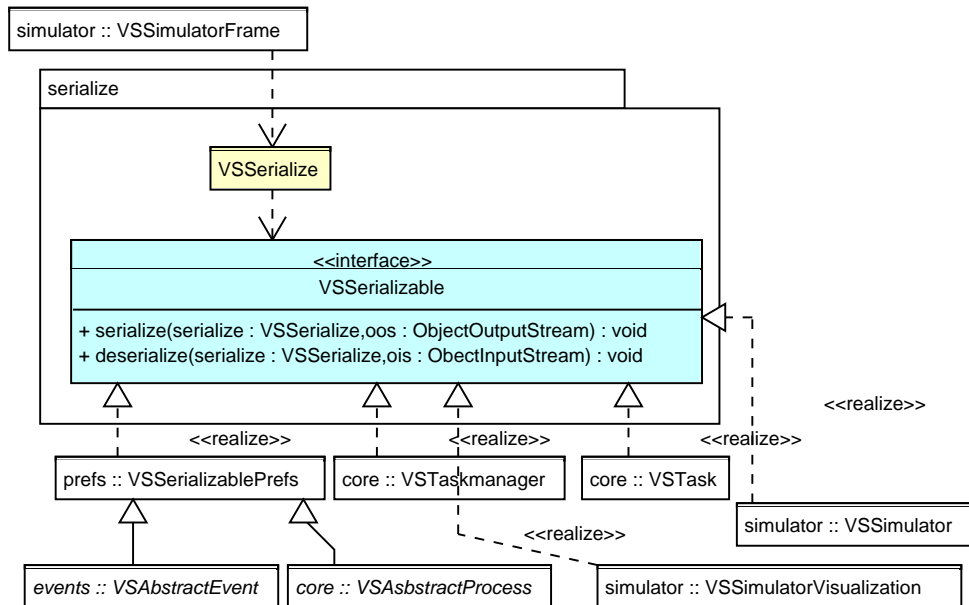 simulator :: VSSimulatorFrame
serialize
VSSerialize
<<interface>>
VSSerializable
+ serialize(serialize : VSSerialize,oos : ObjectOutputStream) : void
+ deserialize(serialize : VSSerialize,ois : ObectInputStream) : void
<<realize>>
<<realize>>
<<realize>>
<<realize>>
prefs :: VSSerializablePrefs
core :: VSTaskmanager
core :: VSTask
simulator :: VSSimulator
<<realize>>
events :: VSAbstractEvent
core :: VSAsbstractProcess
simulator :: VSSimulatorVisualization